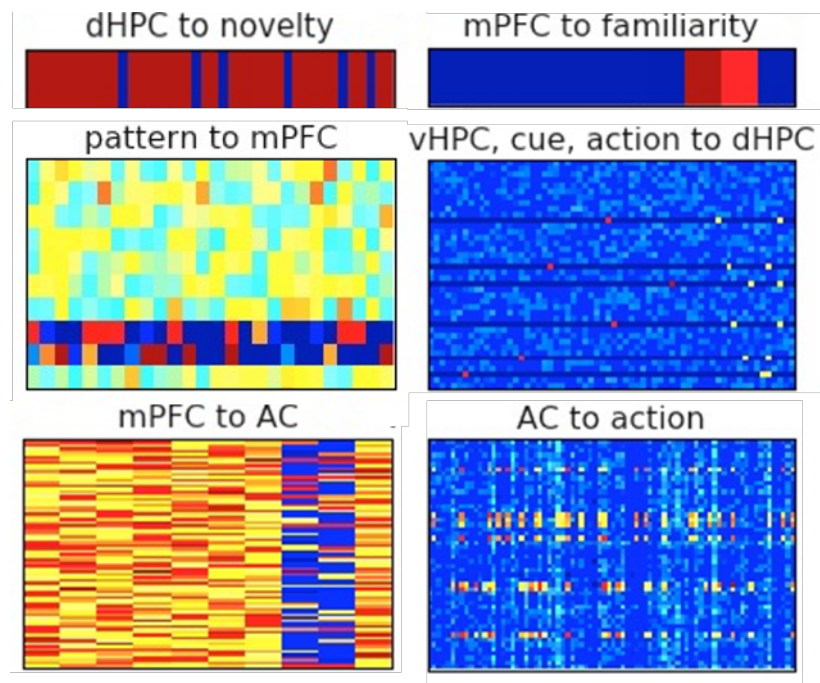 dHPC to novelty
mPFC to familiarity
pattern to mPFC
vHPC, cue, action to dHPC
mPFC to AC
AC to action